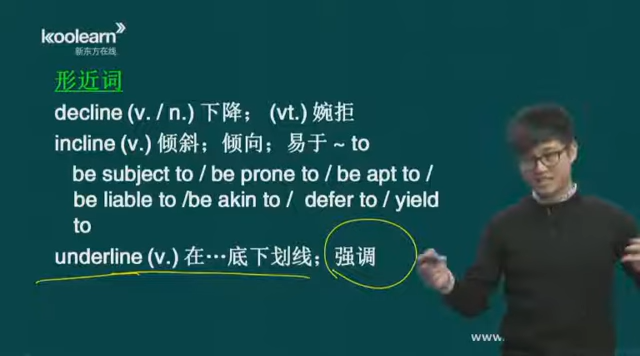 koolearn
新东方在线
形近词
decline (v. / n.) 下降； (vt.) 婉拒
incline (v.) 倾斜；倾向；易于 ~ to
be subject to / be prone to / be apt to /
be liable to /be akin to / defer to / yield
to
underline (v.) 在…底下划线；强调
www.